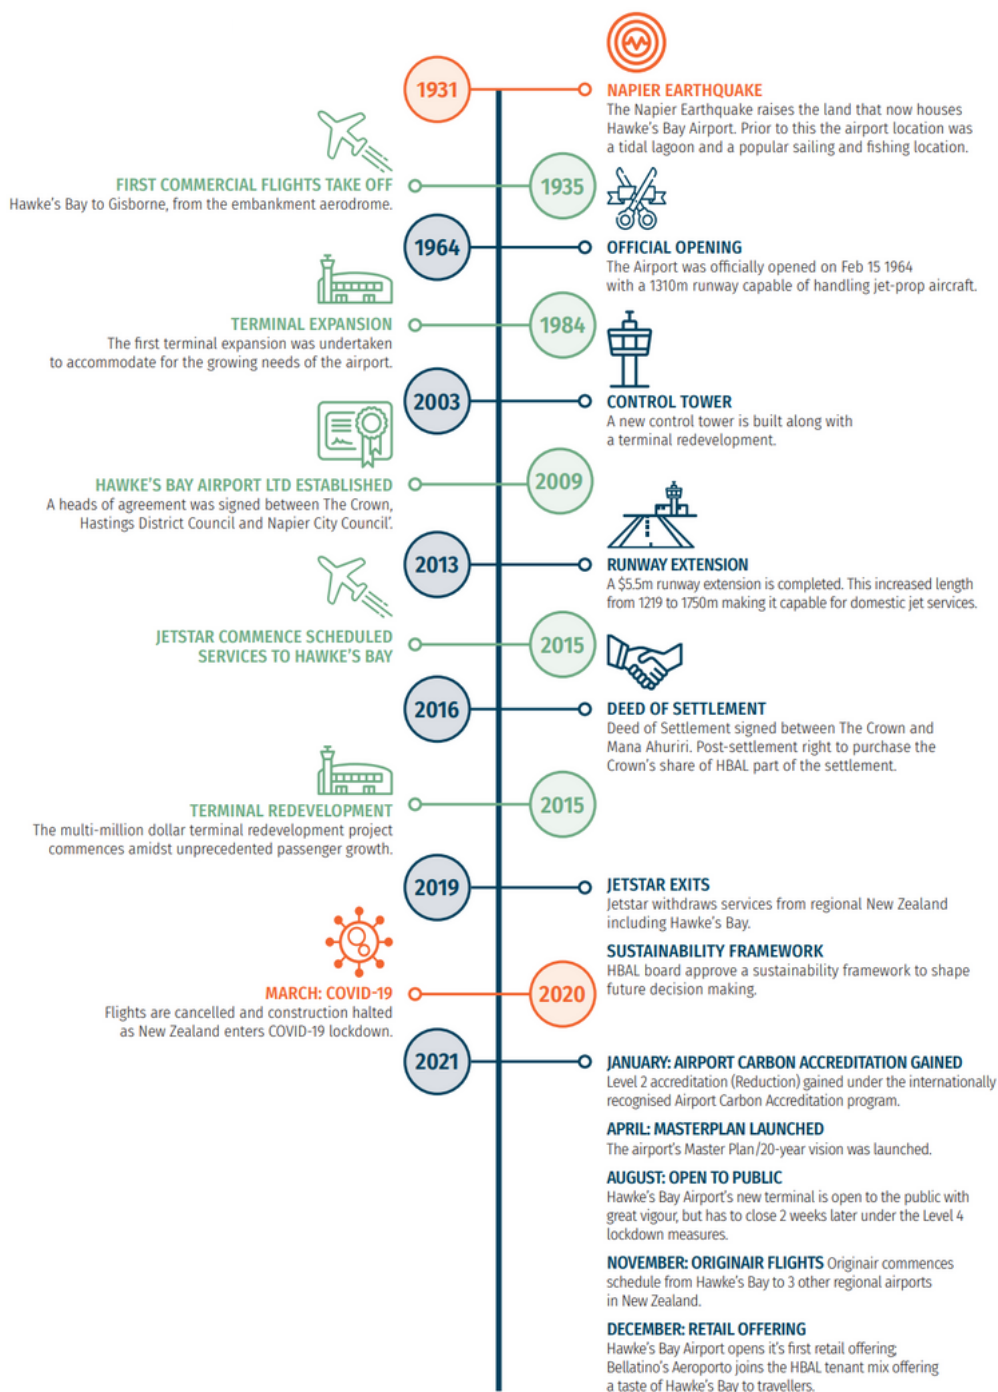 1931
NAPIER EARTHQUAKE
The Napier Earthquake raises the land that now houses
Hawke's Bay Airport. Prior to this the airport location was
a tidal lagoon and a popular sailing and fishing location.
FIRST COMMERCIAL FLIGHTS TAKE OFF
Hawke's Bay to Gisborne, from the embankment aerodrome.
1935
1964
OFFICIAL OPENING
The Airport was officially opened on Feb 15 1964
with a 1310m runway capable of handling jet-prop aircraft.
TERMINAL EXPANSION
The first terminal expansion was undertaken
to accommodate for the growing needs of the airport.
1984
2003
CONTROL TOWER
A new control tower is built along with
a terminal redevelopment.
HAWKE'S BAY AIRPORT LTD ESTABLISHED
A heads of agreement was signed between The Crown,
Hastings District Council and Napier City Council'.
2009
2013
RUNWAY EXTENSION
A $5.5m runway extension is completed. This increased length
from 1219 to 1750m making it capable for domestic jet services.
JETSTAR COMMENCE SCHEDULED
SERVICES TO HAWKE'S BAY
2015
2016
DEED OF SETTLEMENT
Deed of Settlement signed between The Crown and
Mana Ahuriri. Post-settlement right to purchase the
Crown's share of HBAL part of the settlement.
TERMINAL REDEVELOPMENT
The multi-million dollar terminal redevelopment project
commences amidst unprecedented passenger growth.
2015
2019
JETSTAR EXITS
Jetstar withdraws services from regional New Zealand
including Hawke's Bay.
SUSTAINABILITY FRAMEWORK
HBAL board approve a sustainability framework to shape
future decision making.
MARCH: COVID-19
Flights are cancelled and construction halted
as New Zealand enters COVID-19 lockdown.
2020
2021
JANUARY: AIRPORT CARBON ACCREDITATION GAINED
Level 2 accreditation (Reduction) gained under the internationally
recognised Airport Carbon Accreditation program.
APRIL: MASTERPLAN LAUNCHED
The airport's Master Plan/20-year vision was launched.
AUGUST: OPEN TO PUBLIC
Hawke's Bay Airport's new terminal is open to the public with
great vigour, but has to close 2 weeks later under the Level 4
lockdown measures.
NOVEMBER: ORIGINAIR FLIGHTS Originair commences
schedule from Hawke's Bay to 3 other regional airports
in New Zealand.
DECEMBER: RETAIL OFFERING
Hawke's Bay Airport opens it's first retail offering;
Bellatino's Aeroporto joins the HBAL tenant mix offering
a taste of Hawke's Bay to travellers.